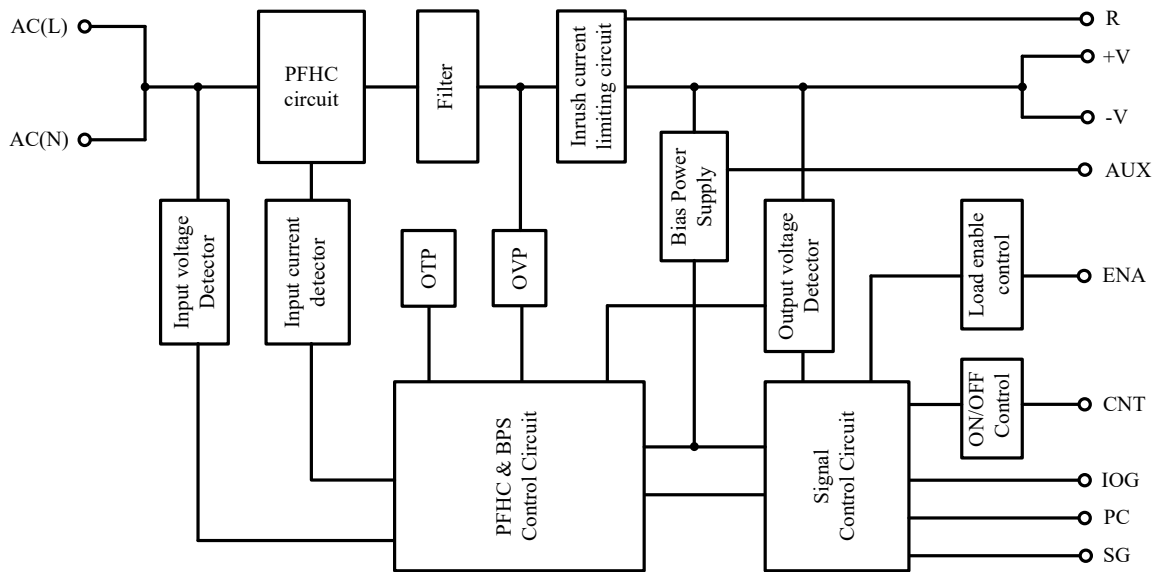 AC(L)
AC(N)
PFHC
circuit
Filter
Inrush current
limiting circuit
R
+V
-V
Bias Power
Supply
AUX
Input voltage
Detector
Input current
detector
OTP
OVP
Output voltage
Detector
Load enable
control
ENA
PFHC & BPS
Control Circuit
Signal
Control Circuit
ON/OFF
Control
CNT
IOG
PC
SG